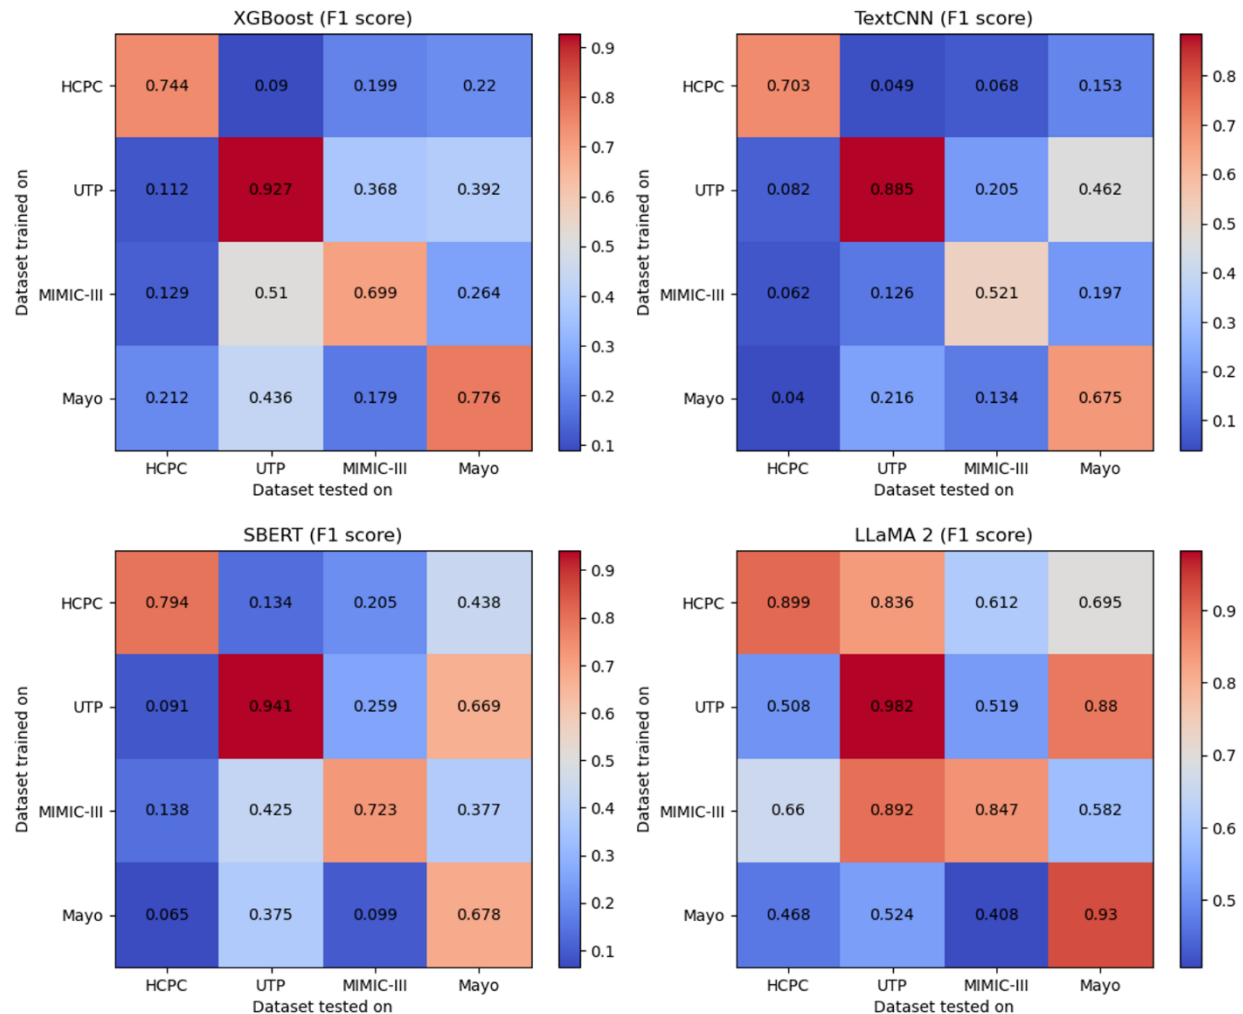 XGBoost (F1 score)
Dataset trained on
HCPC 0.744 0.09 0.199 0.22
UTP 0.112 0.927 0.368 0.392
MIMIC-III 0.129 0.51 0.699 0.264
Mayo 0.212 0.436 0.179 0.776
HCPC UTP MIMIC-III Mayo
Dataset tested on
0.9
0.8
0.7
0.6
0.5
0.4
0.3
0.2
0.1
TextCNN (F1 score)
Dataset trained on
HCPC 0.703 0.049 0.068 0.153
UTP 0.082 0.885 0.205 0.462
MIMIC-III 0.062 0.126 0.521 0.197
Mayo 0.04 0.216 0.134 0.675
HCPC UTP MIMIC-III Mayo
Dataset tested on
0.8
0.7
0.6
0.5
0.4
0.3
0.2
0.1
SBERT (F1 score)
Dataset trained on
HCPC 0.794 0.134 0.205 0.438
UTP 0.091 0.941 0.259 0.669
MIMIC-III 0.138 0.425 0.723 0.377
Mayo 0.065 0.375 0.099 0.678
HCPC UTP MIMIC-III Mayo
Dataset tested on
0.9
0.8
0.7
0.6
0.5
0.4
0.3
0.2
0.1
LLaMA 2 (F1 score)
Dataset trained on
HCPC 0.899 0.836 0.612 0.695
UTP 0.508 0.982 0.519 0.88
MIMIC-III 0.66 0.892 0.847 0.582
Mayo 0.468 0.524 0.408 0.93
HCPC UTP MIMIC-III Mayo
Dataset tested on
0.9
0.8
0.7
0.6
0.5